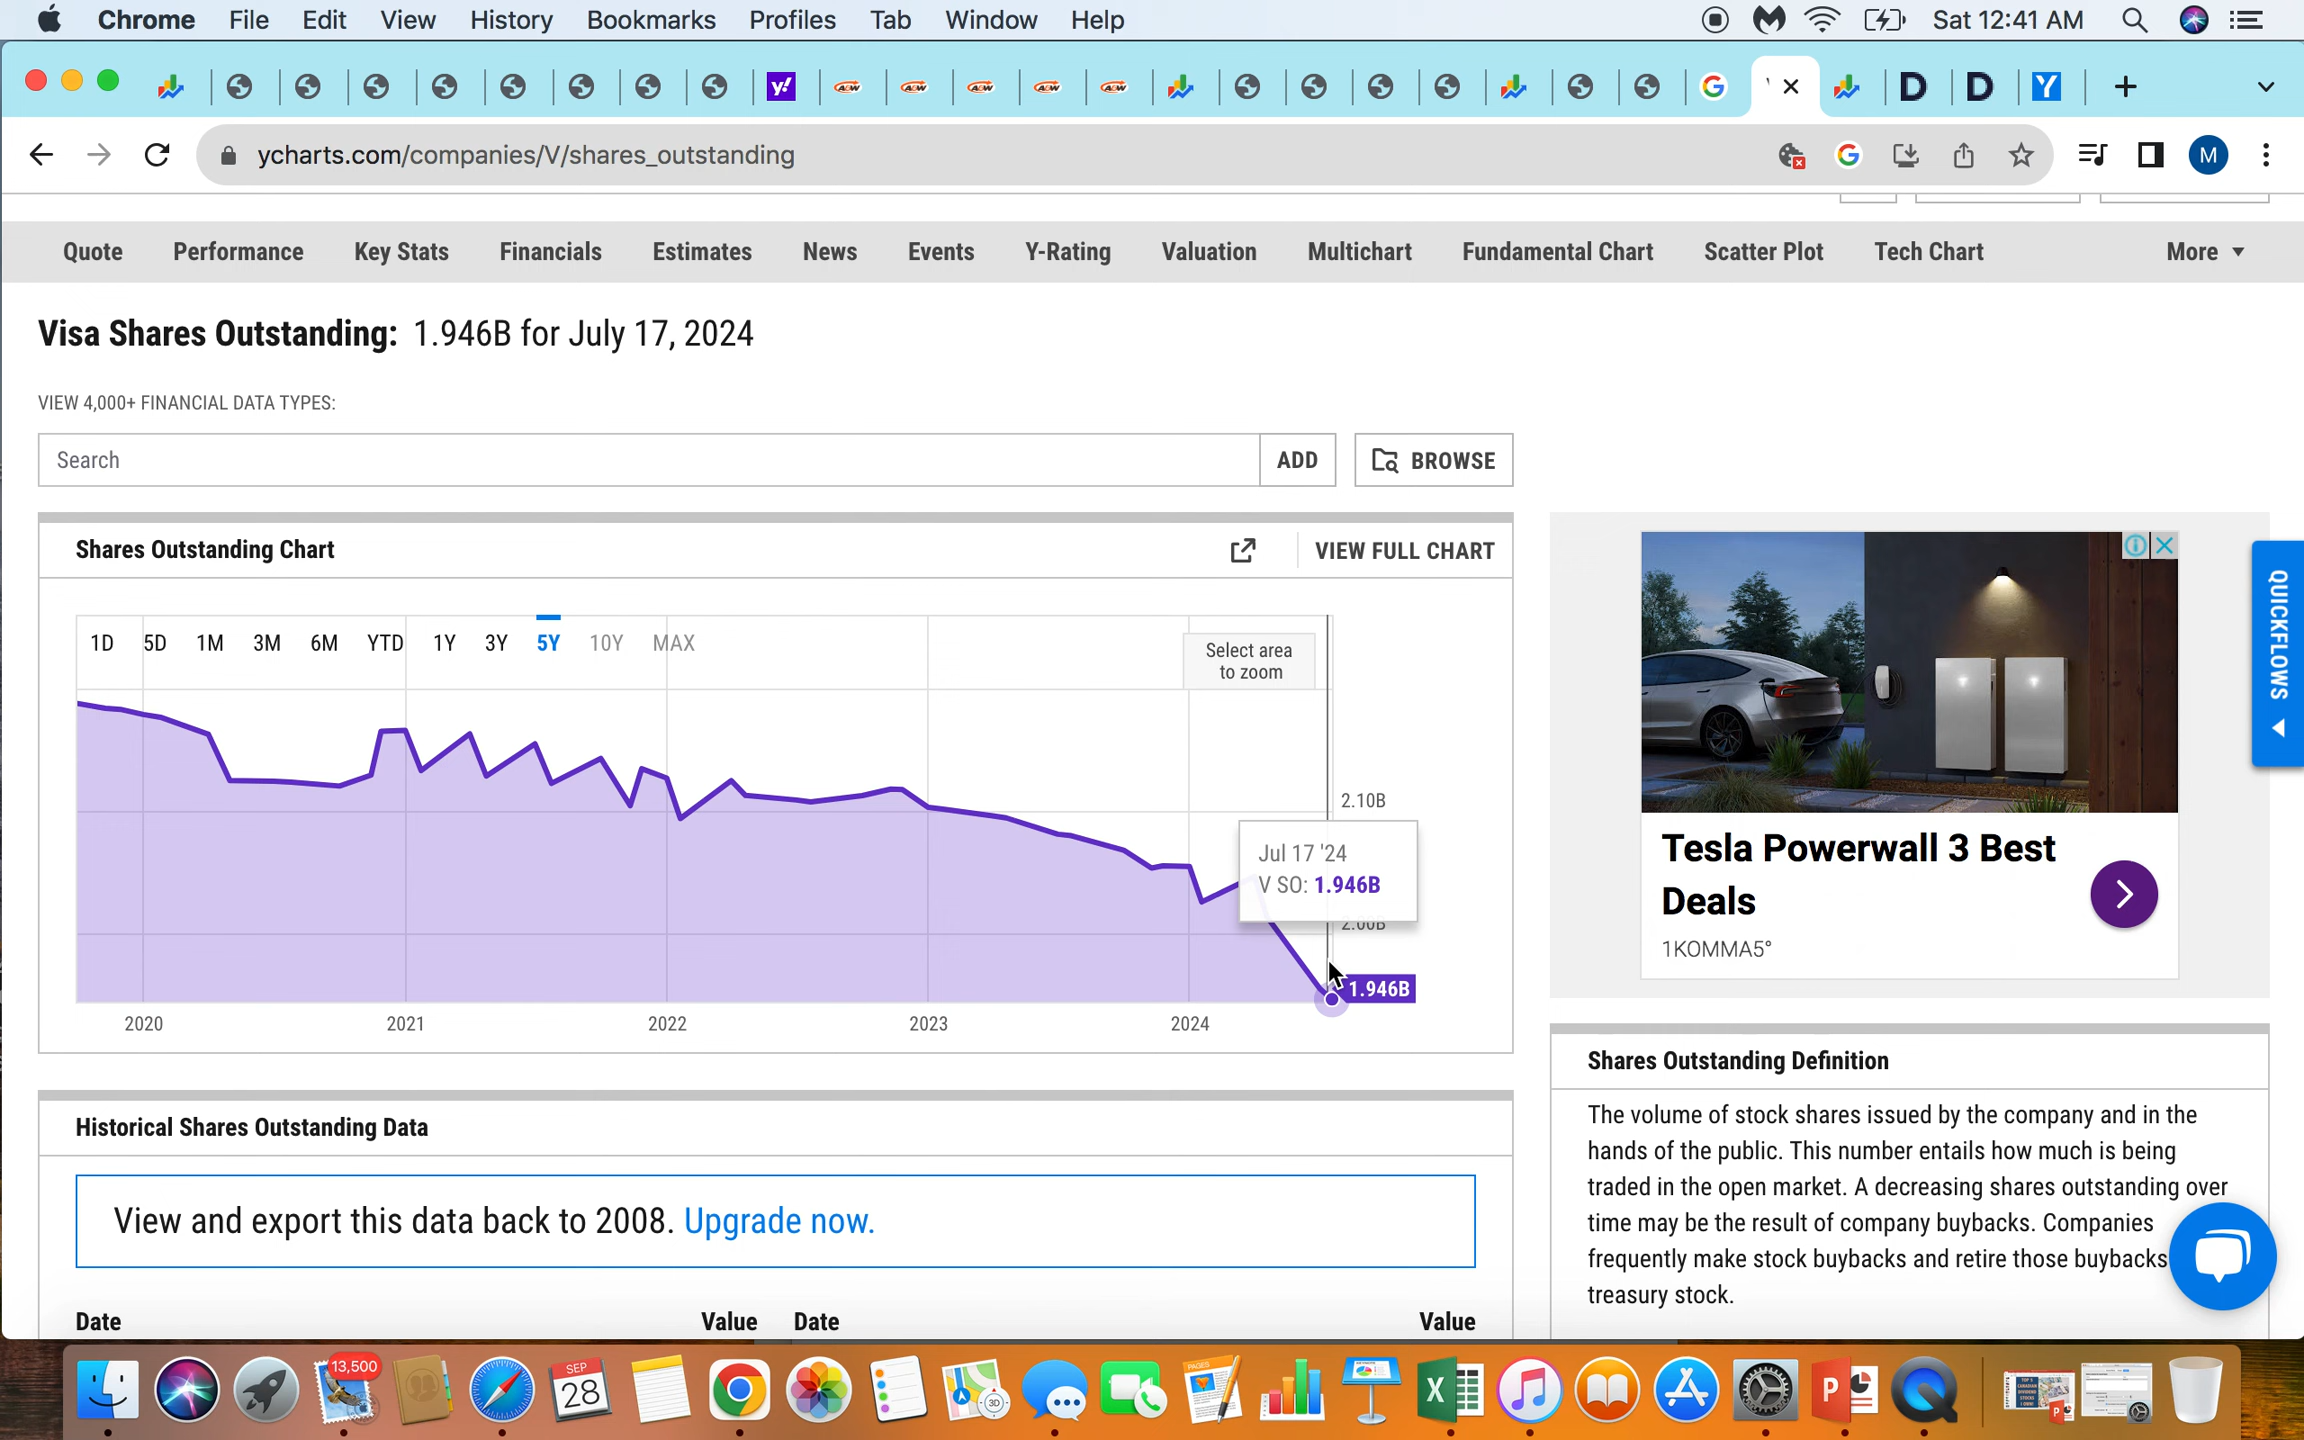 Chrome File Edit View History Bookmarks Profiles Tab Window Help Sat 12:41 AM
ycharts.com/companies/V/shares_outstanding M
Quote Performance Key Stats Financials Estimates News Events Y-Rating Valuation Multichart Fundamental Chart Scatter Plot Tech Chart More
Visa Shares Outstanding: 1.946B for July 17, 2024
VIEW 4,000+ FINANCIAL DATA TYPES:
Search ADD BROWSE
Shares Outstanding Chart VIEW FULL CHART
1D 5D 1M 3M 6M YTD 1Y 3Y 5Y 10Y MAX
Select area
to zoom
2.10B
Jul 17 '24
V SO: 1.946B
2.00B
1.946B
2020 2021 2022 2023 2024
Historical Shares Outstanding Data
View and export this data back to 2008. Upgrade now.
Date Value Date Value
Tesla Powerwall 3 Best
Deals
1KOMMA5°
QUICKFLOWS
Shares Outstanding Definition
The volume of stock shares issued by the company and in the
hands of the public. This number entails how much is being
traded in the open market. A decreasing shares outstanding over
time may be the result of company buybacks. Companies
frequently make stock buybacks and retire those buybacks
treasury stock.
13,500
SEP
28
PAGES
3D